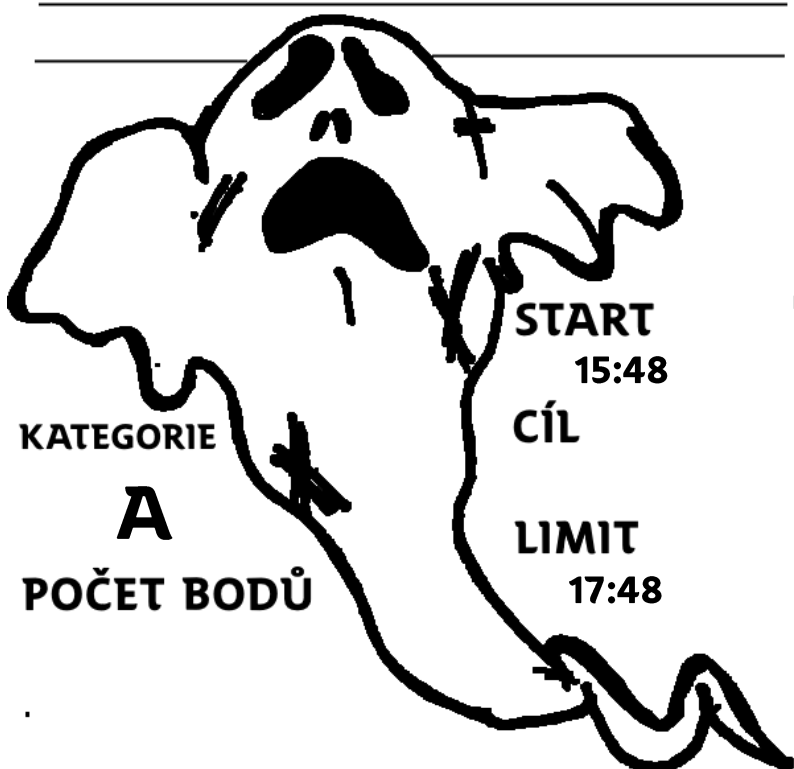 START
15:48
CÍL
KATEGORIE
A
LIMIT
17:48
POČET BODŮ